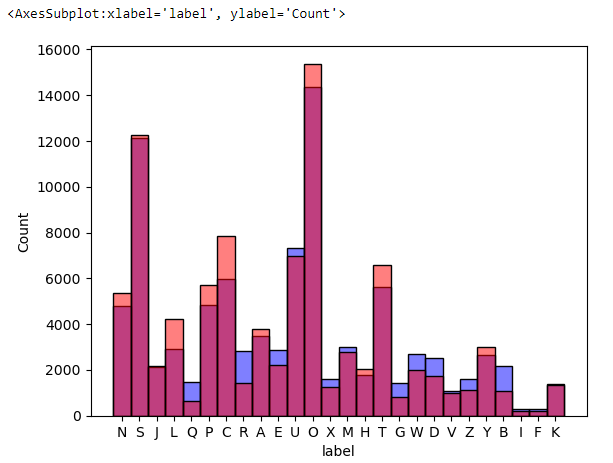 <AxesSubplot:xlabel='label', ylabel='Count'>
16000
14000
12000
10000
8000
6000
4000
2000
0
Count
N S J L Q P C R A E U O X M H T G W D V Z Y B I F K
label